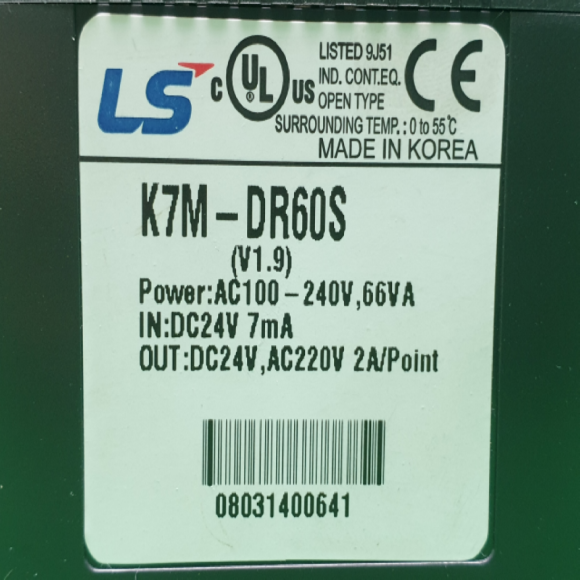 LS
C UL US
LISTED 9J51
IND. CONT.EQ.
OPEN TYPE
CE
SURROUNDING TEMP.: 0 to 55℃
MADE IN KOREA
K7M-DR60S
(V1.9)
Power:AC100-240V,66VA
IN:DC24V 7mA
OUT:DC24V,AC220V 2A/Point
08031400641